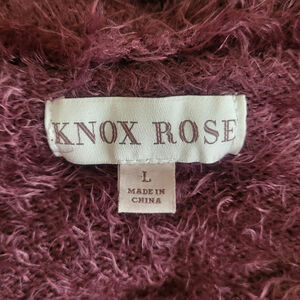 KNOX ROSE
L
MADE IN
CHINA